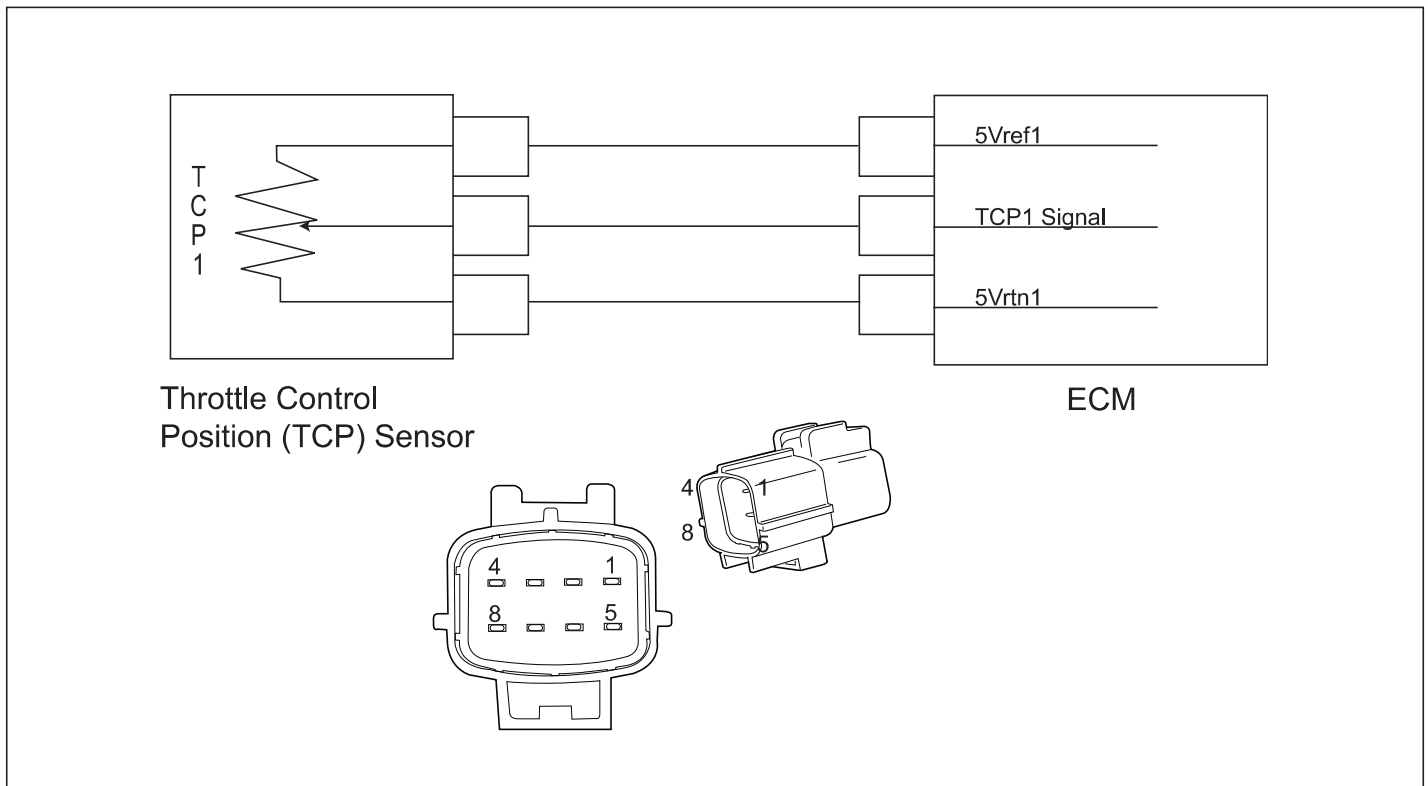 5Vref1
T
C
P
1
TCP1 Signal
5Vrtn1
Throttle Control
Position (TCP) Sensor
ECM
4 1
8 5
4 1
8 5